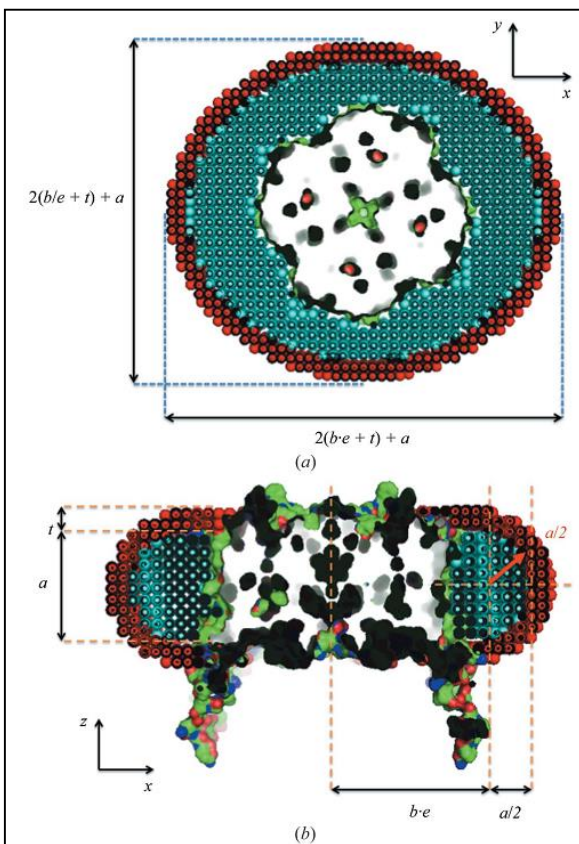 y
x
2(b/e + t) + a
2(b·e + t) + a
(a)
t
a
a/2
z
x
b·e
a/2
(b)